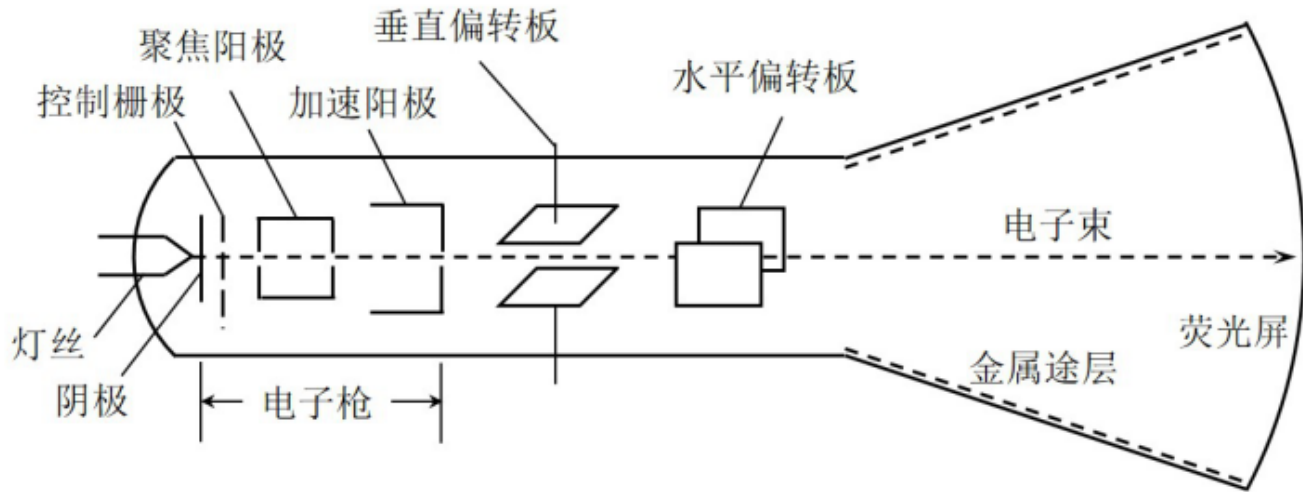 垂直偏转板
聚焦阳极
水平偏转板
控制栅极
加速阳极
电子束
灯丝
荧光屏
金属途层
阴极
电子枪